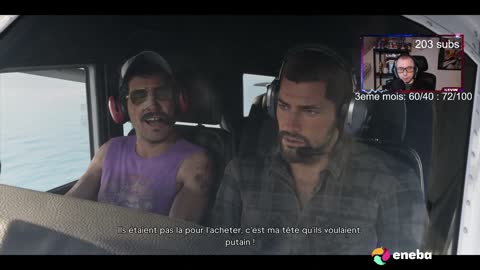 203 subs
3eme mois: 60/40 : 72/100
Ils étaient pas là pour l'acheter, c'est ma tête qu'ils voulaient
putain !
eneba